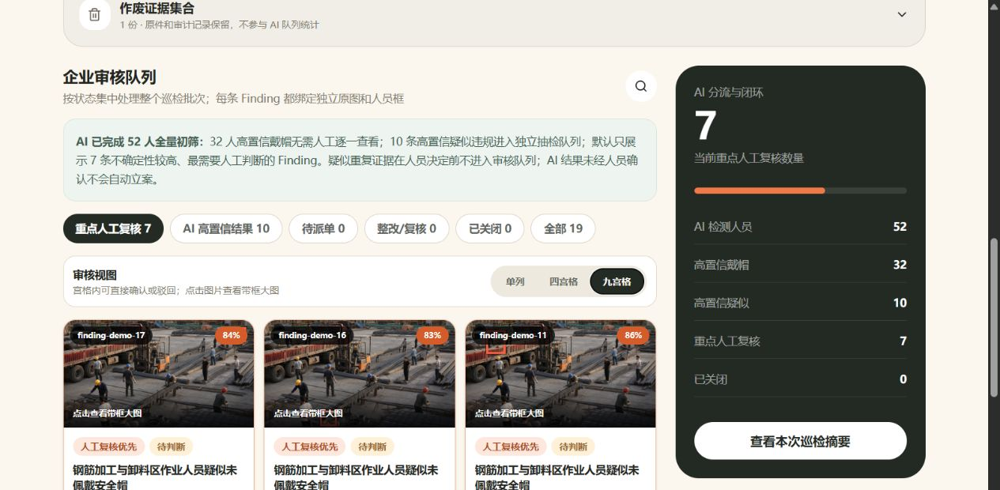 作废证据集合
1 份 · 原件和审计记录保留，不参与 AI 队列统计
企业审核队列
按状态集中处理整个巡检批次；每条 Finding 都绑定独立原图和人员框
AI 已完成 52 人全量初筛：32 人高置信戴帽无需人工逐一查看；10 条高置信疑似违规进入独立抽检队列；默认只展
示 7 条不确定性较高、最需要人工判断的 Finding。疑似重复证据在人员决定前不进入审核队列；AI 结果未经人员确
认不会自动立案。
重点人工复核 7
AI 高置信结果 10
待派单 0
整改/复核 0
已关闭 0
全部 19
审核视图
宫格内可直接确认或驳回；点击图片查看带框大图
单列
四宫格
九宫格
finding-demo-17
84%
点击查看带框大图
人工复核优先
待判断
钢筋加工与卸料区作业人员疑似未
佩戴安全帽
finding-demo-16
83%
点击查看带框大图
人工复核优先
待判断
钢筋加工与卸料区作业人员疑似未
佩戴安全帽
finding-demo-11
86%
点击查看带框大图
人工复核优先
待判断
钢筋加工与卸料区作业人员疑似未
佩戴安全帽
AI 分流与闭环
7
当前重点人工复核数量
AI 检测人员 52
高置信戴帽 32
高置信疑似 10
重点人工复核 7
已关闭 0
查看本次巡检摘要